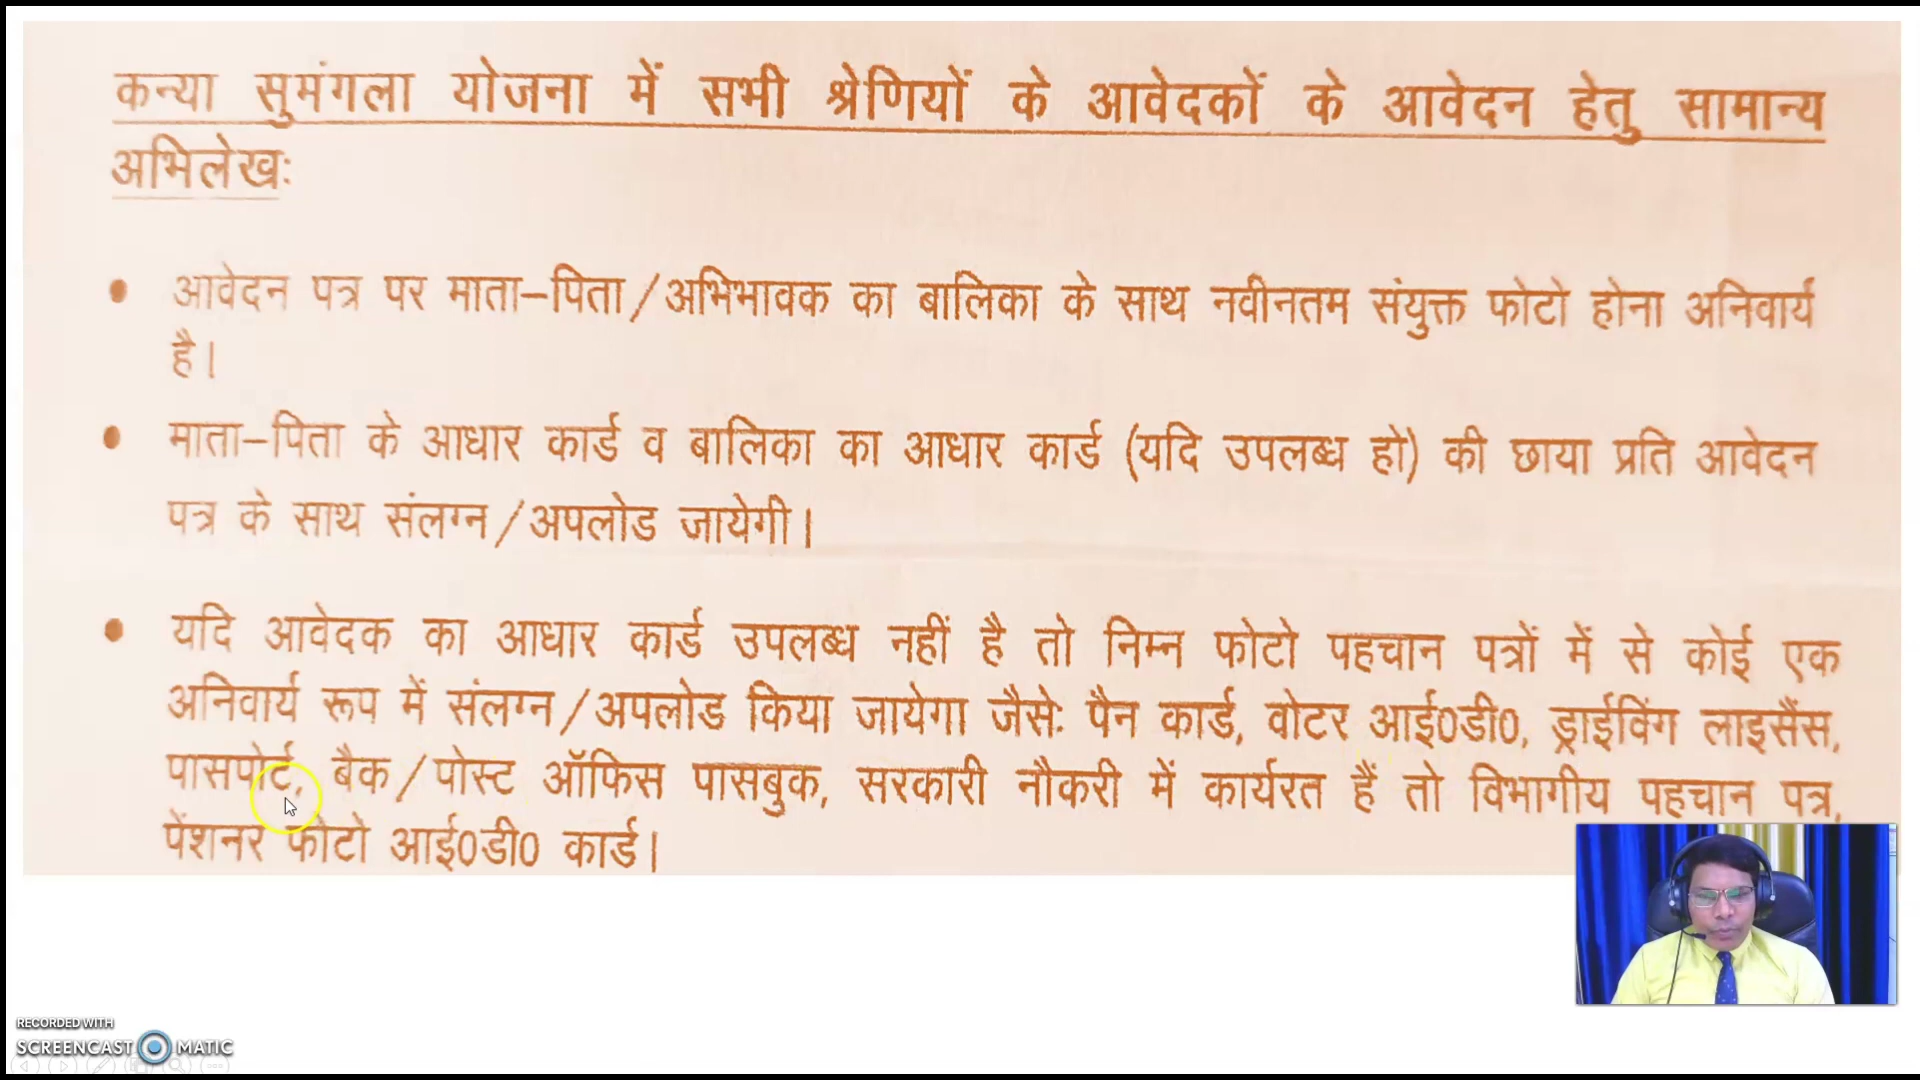 कन्या सुमंगला योजना में सभी श्रेणियों के आवेदकों के आवेदन हेतु सामान्य
अभिलेखः
• आवेदन पत्र पर माता–पिता/अभिभावक का बालिका के साथ नवीनतम संयुक्त फोटो होना अनिवार्य
है।
• माता–पिता के आधार कार्ड व बालिका का आधार कार्ड (यदि उपलब्ध हो) की छाया प्रति आवेदन
पत्र के साथ संलग्न/अपलोड जायेगी।
• यदि आवेदक का आधार कार्ड उपलब्ध नहीं है तो निम्न फोटो पहचान पत्रों में से कोई एक
अनिवार्य रूप में संलग्न/अपलोड किया जायेगा जैसेः पैन कार्ड, वोटर आई0डी0, ड्राईविंग लाइसैंस,
पासपोर्ट, बैक/पोस्ट ऑफिस पासबुक, सरकारी नौकरी में कार्यरत हैं तो विभागीय पहचान पत्र,
पेंशनर फोटो आई0डी0 कार्ड।
RECORDED WITH
SCREENCAST MATIC